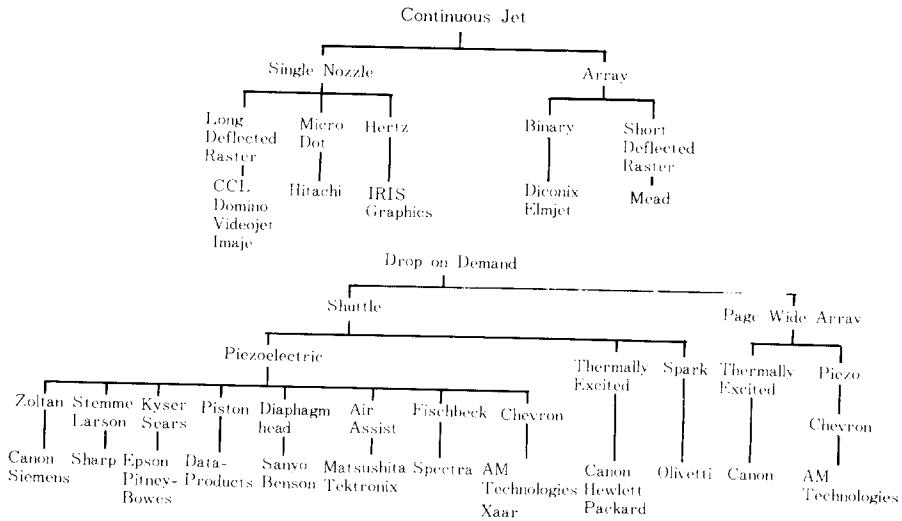 Continuous Jet
Single Nozzle
Array
Long
Deflected
Raster
Micro
Dot
Hertz
Binary
Short
Deflected
Raster
CCL
Domino
Videojet
Imaje
Hitachi
IRIS
Graphics
Diconix
Elmjet
Mead
Drop on Demand
Shuttle
Page Wide Array
Piezoelectric
Thermally
Excited
Spark
Thermally
Excited
Piezo
Zoltan
Stemme
Larson
Kyser
Sears
Piston
Diaphagm
head
Air
Assist
Fischbeck
Chevron
Chevron
Canon
Siemens
Sharp
Epson
Pitney-
Bowes
Data-
Products
Sanyo
Benson
Matsushita
Tektronix
Spectra
AM
Technologies
Xaar
Canon
Hewlett
Packard
Olivetti
Canon
AM
Technologies